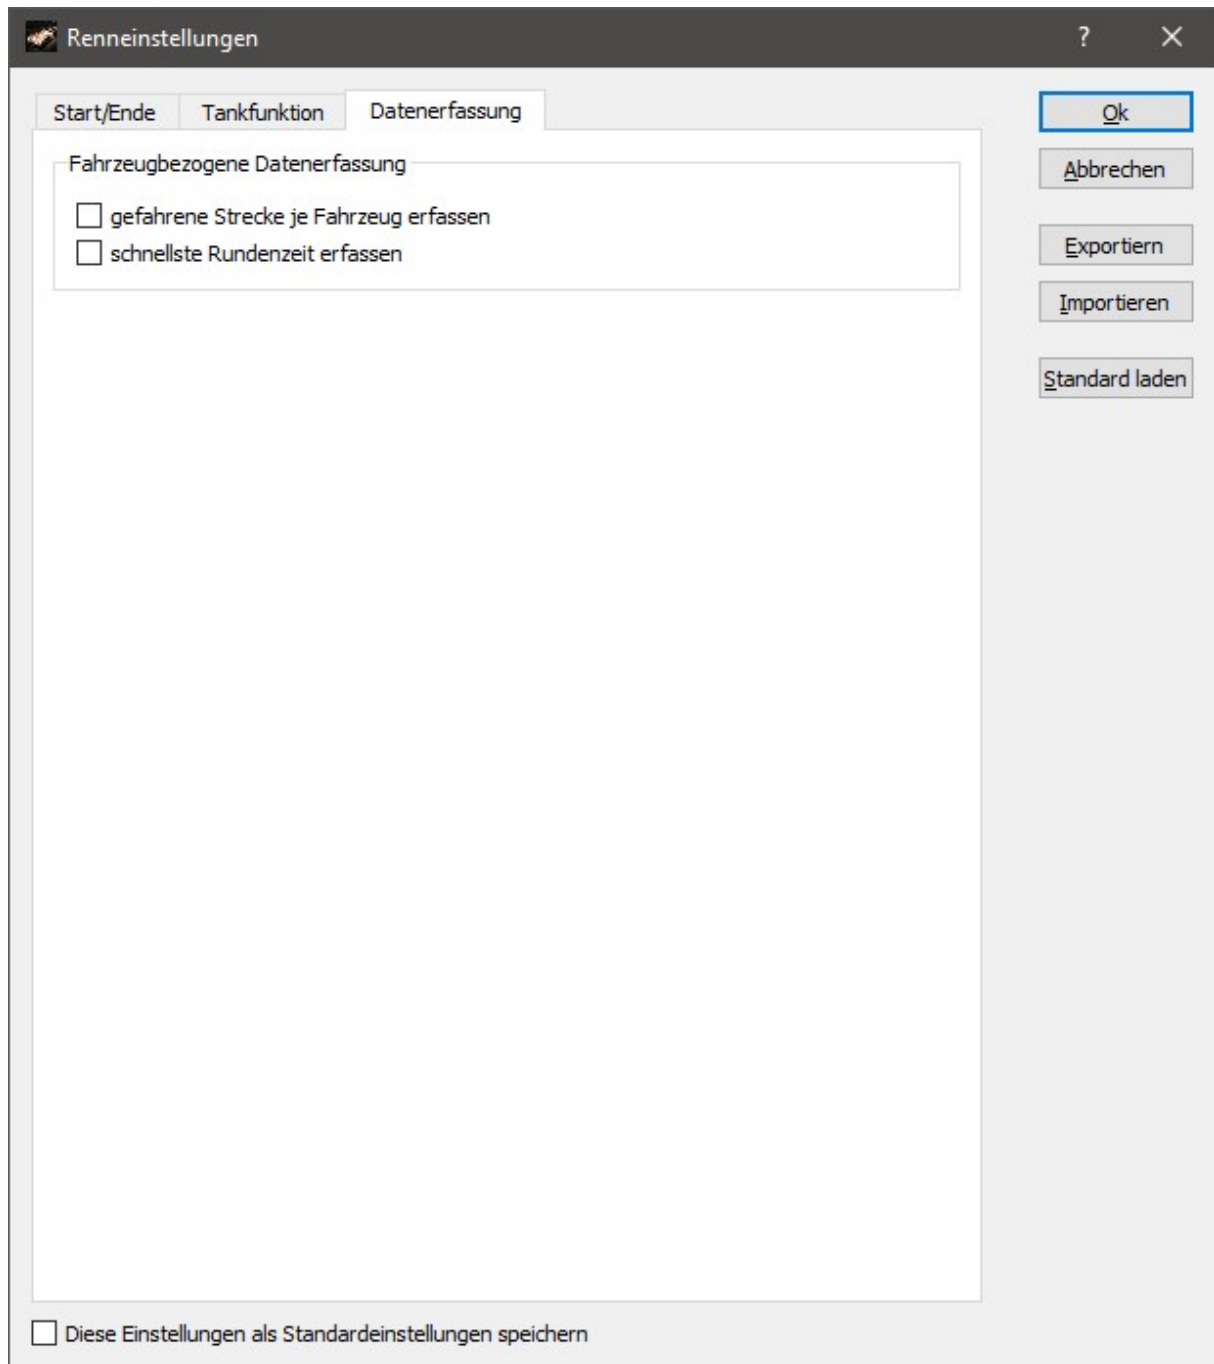 Renneinstellungen
?
Start/Ende
Tankfunktion
Datenerfassung
Ok
Fahrzeugbezogene Datenerfassung
Abbrechen
gefahrene Strecke je Fahrzeug erfassen
schnellste Rundenzeit erfassen
Exportieren
Importieren
Standard laden
Diese Einstellungen als Standardeinstellungen speichern